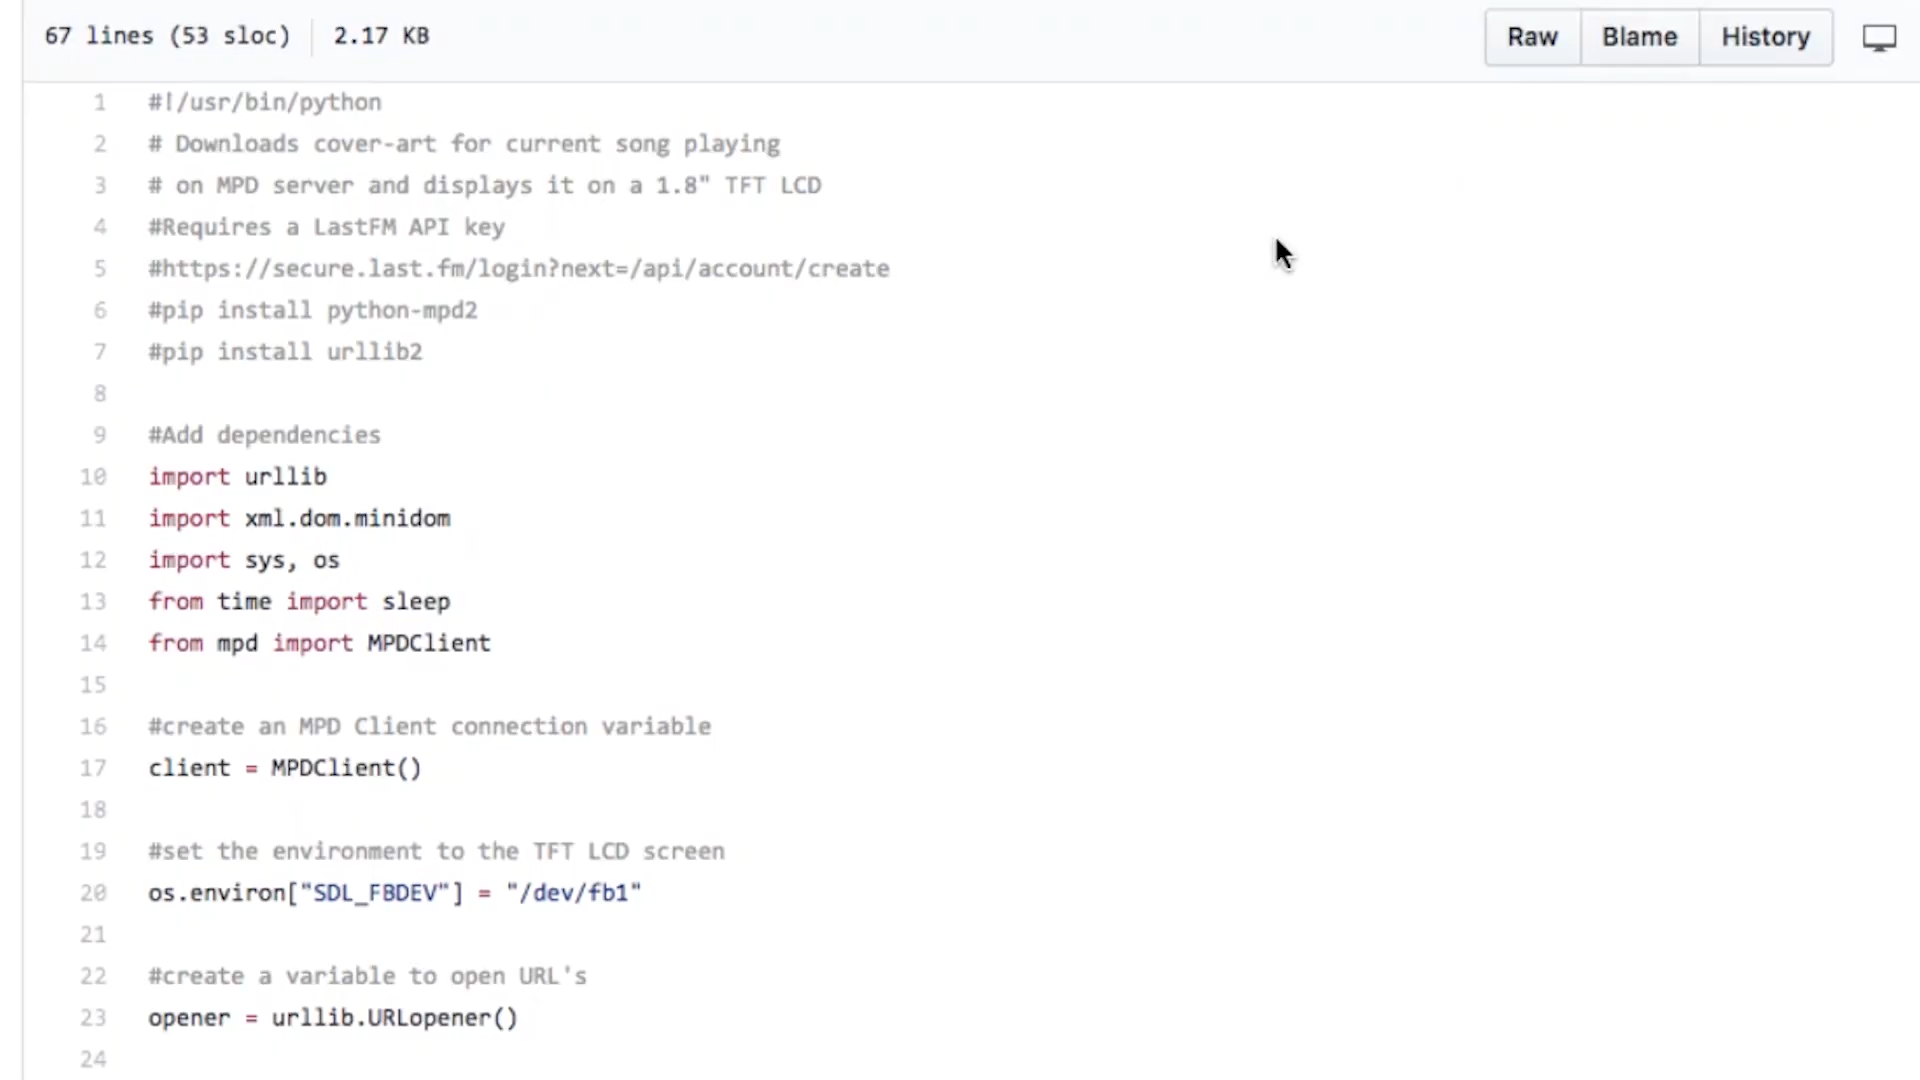 67 lines (53 sloc) 2.17 KB Raw Blame History
1 #!/usr/bin/python
2 # Downloads cover-art for current song playing
3 # on MPD server and displays it on a 1.8" TFT LCD
4 #Requires a LastFM API key
5 #https://secure.last.fm/login?next=/api/account/create
6 #pip install python-mpd2
7 #pip install urllib2
8
9 #Add dependencies
10 import urllib
11 import xml.dom.minidom
12 import sys, os
13 from time import sleep
14 from mpd import MPDClient
15
16 #create an MPD Client connection variable
17 client = MPDClient()
18
19 #set the environment to the TFT LCD screen
20 os.environ["SDL_FBDEV"] = "/dev/fb1"
21
22 #create a variable to open URL's
23 opener = urllib.URLopener()
24